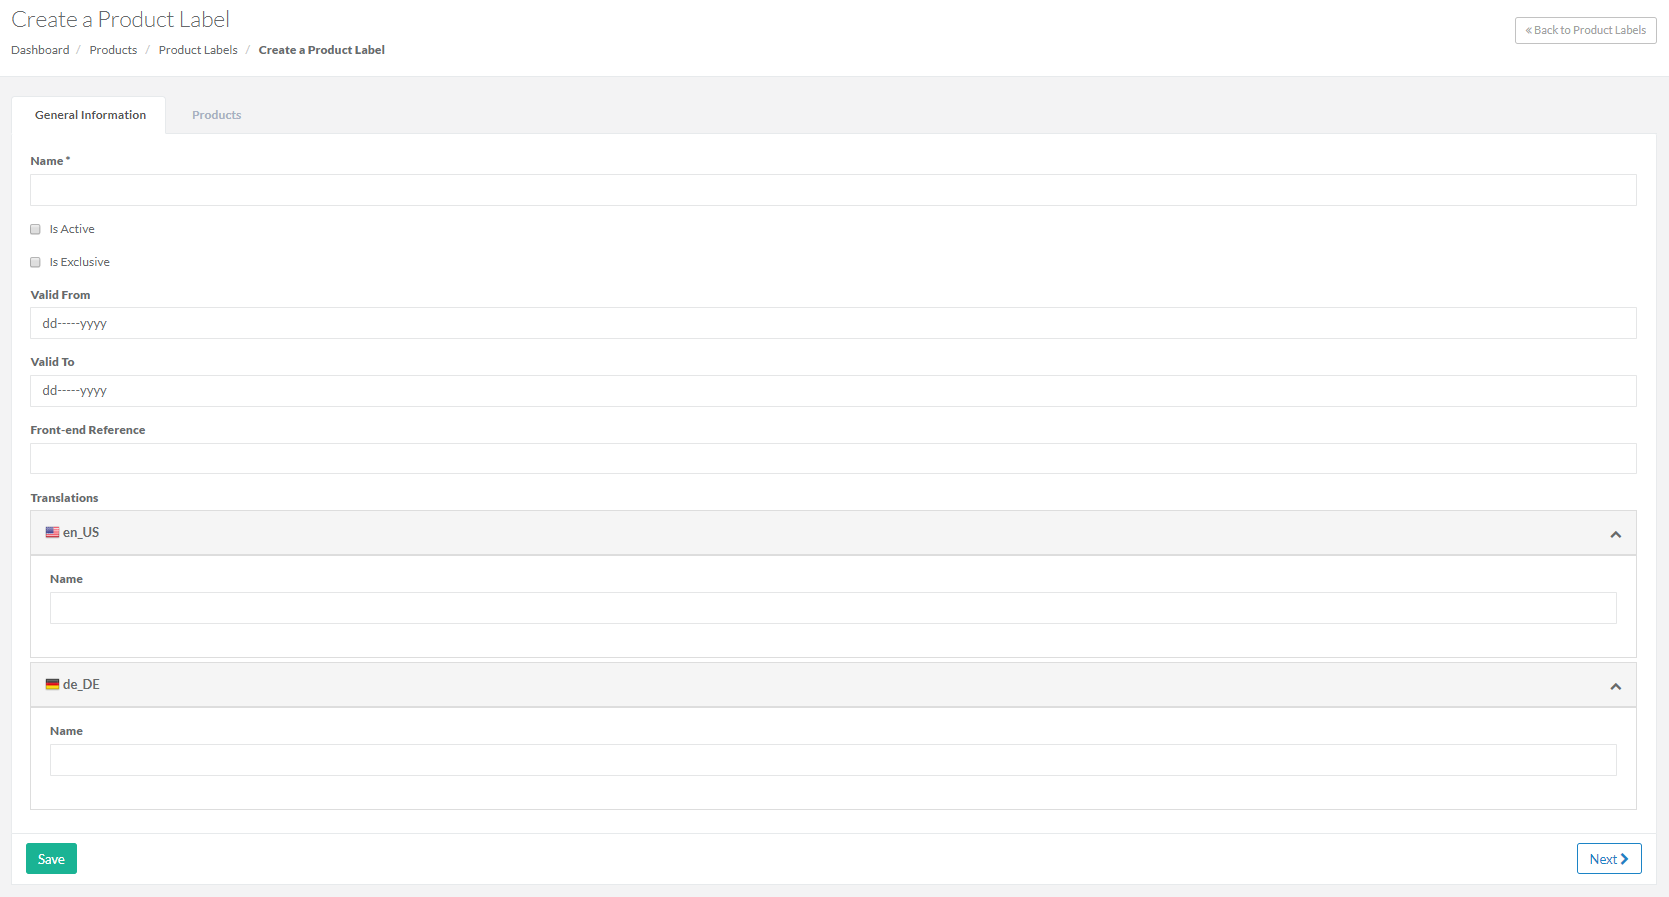 Create a Product Label
« Back to Product Labels
Dashboard / Products / Product Labels / Create a Product Label
General Information
Products
Name *
Is Active
Is Exclusive
Valid From
dd-----yyyy
Valid To
dd-----yyyy
Front-end Reference
Translations
en_US
Name
de_DE
Name
Save
Next